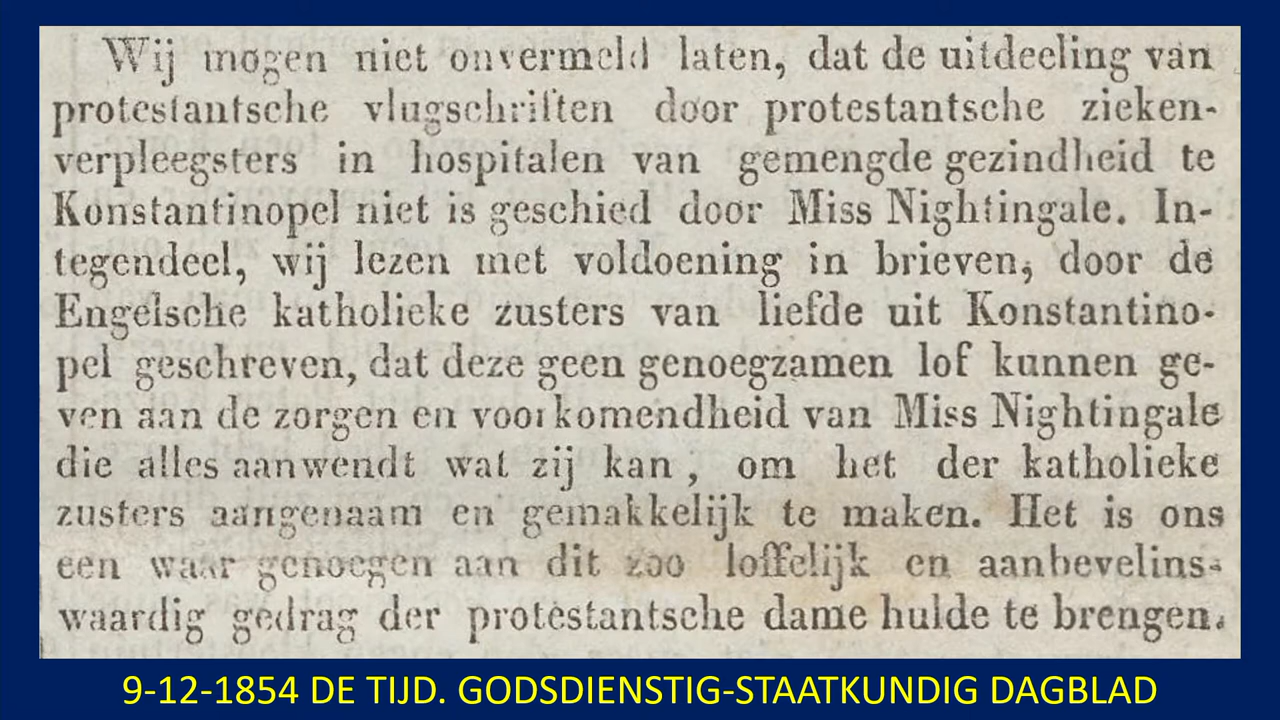 Wij mogen niet onvermeld laten, dat de uitdeeling van
protestantsche vlugschriften door protestantsche zieken-
verpleegsters in hospitalen van gemengde gezindheid te
Konstantinopel niet is geschied door Miss Nightingale. In-
tegendeel, wij lezen met voldoening in brieven, door de
Engelsche katholieke zusters van liefde uit Konstantino-
pel geschreven, dat deze geen genoegzamen lof kunnen ge-
ven aan de zorgen en voorkomendheid van Miss Nightingale
die alles aanwendt wat zij kan, om het der katholieke
zusters aangenaam en gemakkelijk te maken. Het is ons
een waar genoegen aan dit zoo loffelijk en aanbevelins-
waardig gedrag der protestantsche dame hulde te brengen.
9-12-1854 DE TIJD. GODSDIENSTIG-STAATKUNDIG DAGBLAD